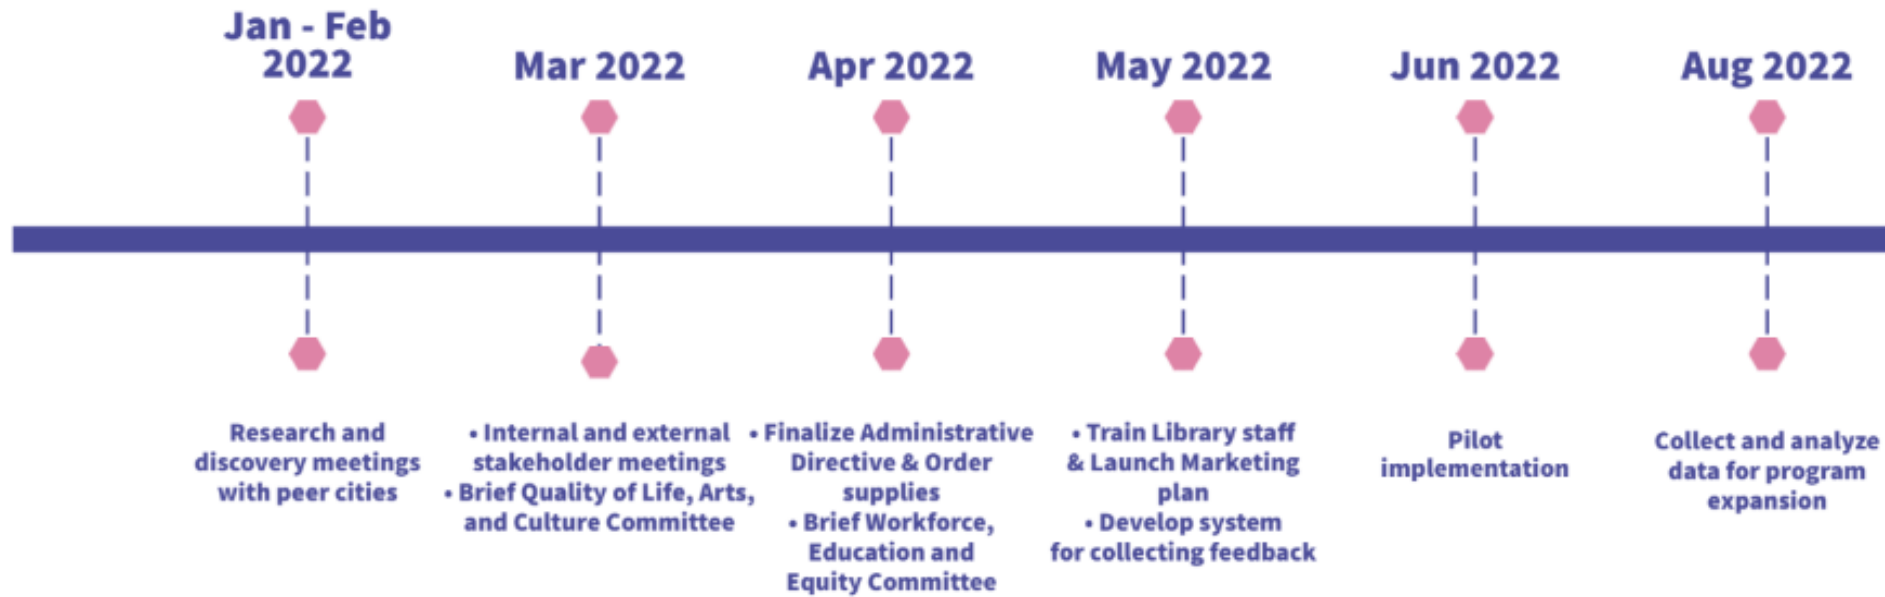 Jan - Feb
2022
Mar 2022
Apr 2022
May 2022
Jun 2022
Aug 2022
Research and
discovery meetings
with peer cities
• Internal and external
stakeholder meetings
• Brief Quality of Life, Arts,
and Culture Committee
• Finalize Administrative
Directive & Order
supplies
• Brief Workforce,
Education and
Equity Committee
• Train Library staff
& Launch Marketing
plan
• Develop system
for collecting feedback
Pilot
implementation
Collect and analyze
data for program
expansion